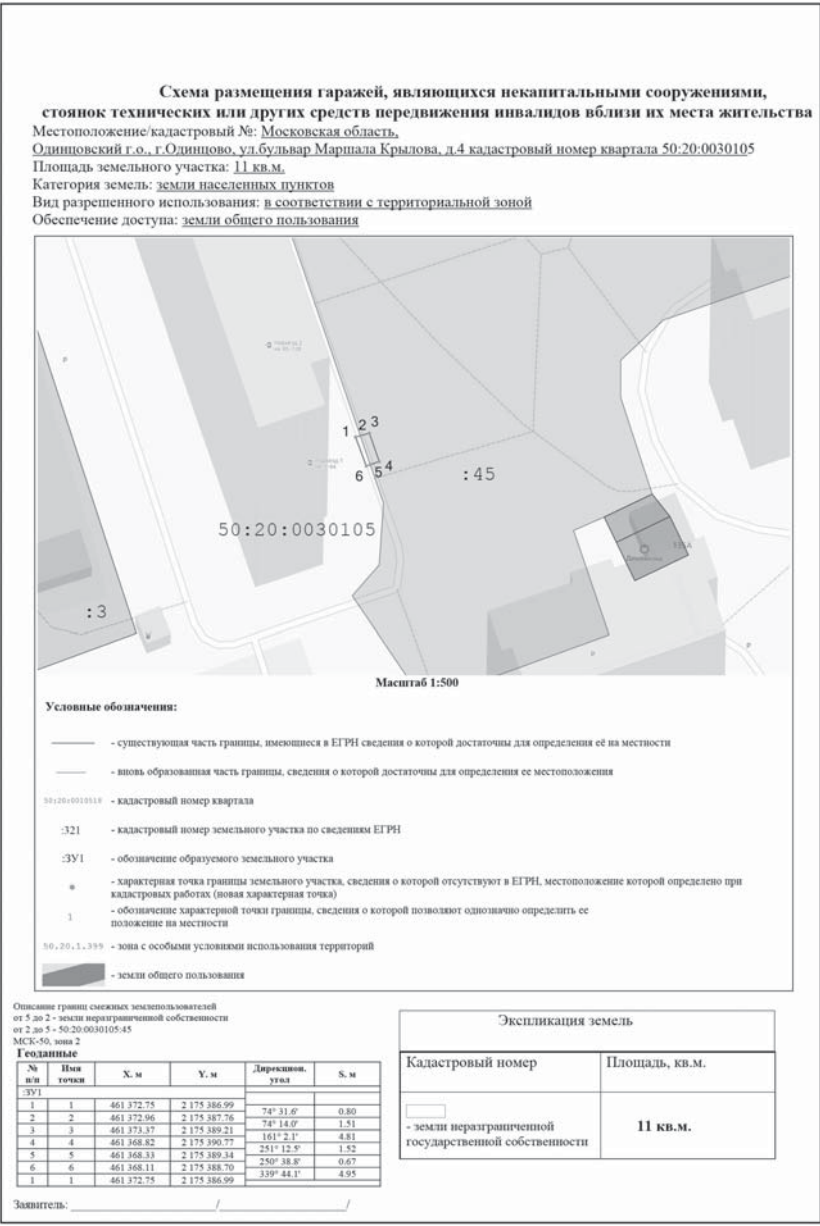 Схема размещения гаражей, являющихся некапитальными сооружениями,
стоянок технических или других средств передвижения инвалидов вблизи их места жительства
Местоположение/кадастровый №: Московская область,
Одинцовский г.о., г.Одинцово, ул.бульвар Маршала Крылова, д.4 кадастровый номер квартала 50:20:0030105
Площадь земельного участка: 11 кв.м.
Категория земель: земли населенных пунктов
Вид разрешенного использования: в соответствии с территориальной зоной
Обеспечение доступа: земли общего пользования
1 2 3
6 5 4
:45
50:20:0030105
:3
Масштаб 1:500
Условные обозначения:
- существующая часть границы, имеющиеся в ЕГРН сведения о которой достаточны для определения её на местности
- вновь образованная часть границы, сведения о которой достаточны для определения ее местоположения
50:20:0010518 - кадастровый номер квартала
:321 - кадастровый номер земельного участка по сведениям ЕГРН
:ЗУ1 - обозначение образуемого земельного участка
- характерная точка границы земельного участка, сведения о которой отсутствуют в ЕГРН, местоположение которой определено при
кадастровых работах (новая характерная точка)
1 - обозначение характерной точки границы, сведения о которой позволяют однозначно определить ее
положение на местности
50.20.1.399 - зона с особыми условиями использования территорий
- земли общего пользования
Описание границ смежных землепользователей
от 5 до 2 - земли неразграниченной собственности
от 2 до 5 - 50:20:0030105:45
МСК-50, зона 2
Геоданные
№ п/п Имя точки X. м Y. м Дирекцион. угол S. м
:ЗУ1
1 1 461 372.75 2 175 386.99
74° 31.6' 0.80
2 2 461 372.96 2 175 387.76
74° 14.0' 1.51
3 3 461 373.37 2 175 389.21
161° 2.1' 4.81
4 4 461 368.82 2 175 390.77
251° 12.5' 1.52
5 5 461 368.33 2 175 389.34
250° 38.8' 0.67
6 6 461 368.11 2 175 388.70
339° 44.1' 4.95
1 1 461 372.75 2 175 386.99
Экспликация земель
Кадастровый номер Площадь, кв.м.
- земли неразграниченной
государственной собственности
11 кв.м.
Заявитель: / /